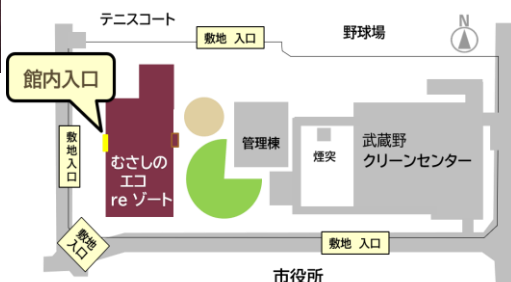 テニスコート
敷地 入口
野球場
N
館内入口
敷地入口
むさしの
エコ
re ゾート
管理棟
煙突
武蔵野
クリーンセンター
敷地
入口
敷地 入口
市役所